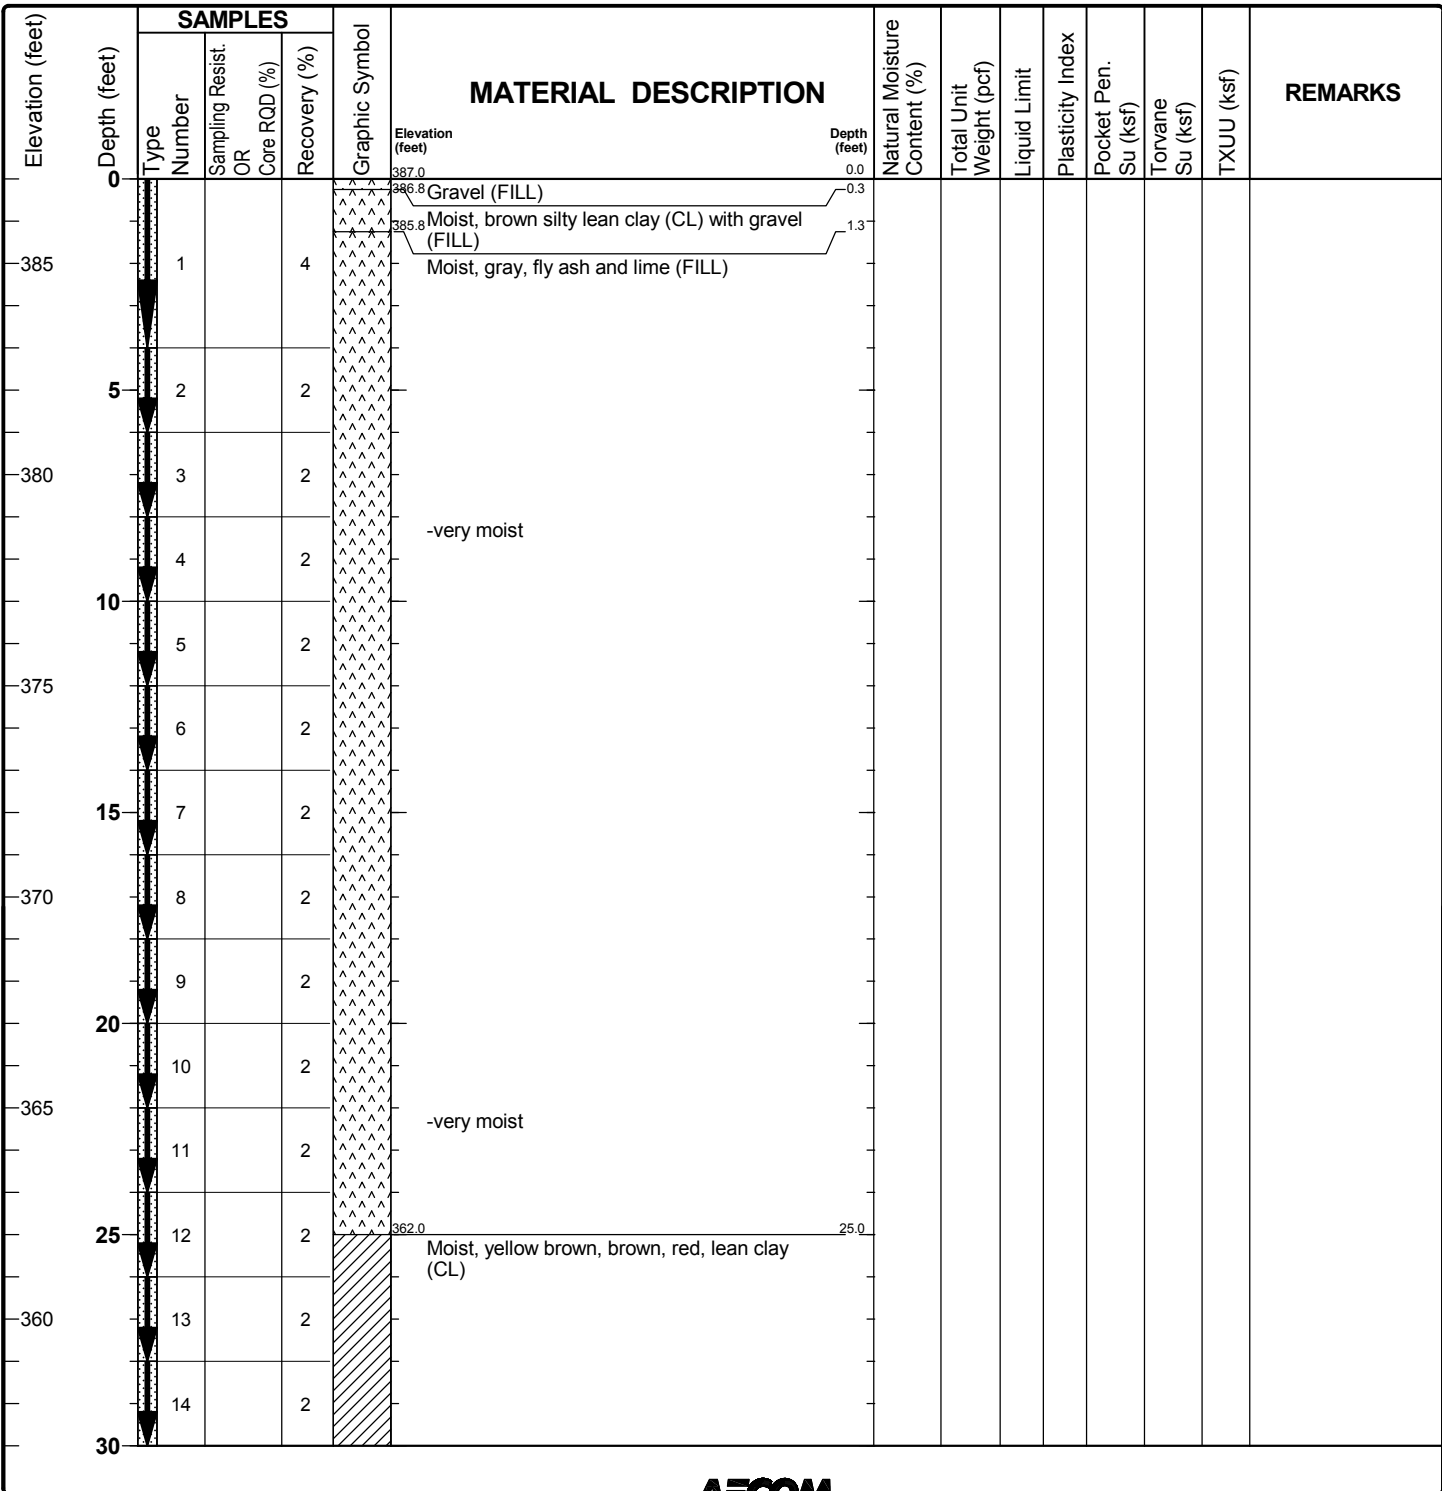 Elevation (feet)
Depth (feet)
SAMPLES
Type
Number
Sampling Resist.
OR
Core RQD (%)
Recovery (%)
Graphic Symbol
MATERIAL DESCRIPTION
Elevation
(feet)
Depth
(feet)
Natural Moisture
Content (%)
Total Unit
Weight (pcf)
Liquid Limit
Plasticity Index
Pocket Pen.
Su (ksf)
Torvane
Su (ksf)
TXUU (ksf)
REMARKS
0 387.0 0.0
386.8 Gravel (FILL) 0.3
385.8 Moist, brown silty lean clay (CL) with gravel 1.3
(FILL)
385 1 4 Moist, gray, fly ash and lime (FILL)
5 2 2
380 3 2
-very moist
4 2
10
5 2
375
6 2
15 7 2
370 8 2
9 2
20
10 2
365
-very moist
11 2
362.0 25.0
25 12 2
Moist, yellow brown, brown, red, lean clay
(CL)
360 13 2
14 2
30
AECOM